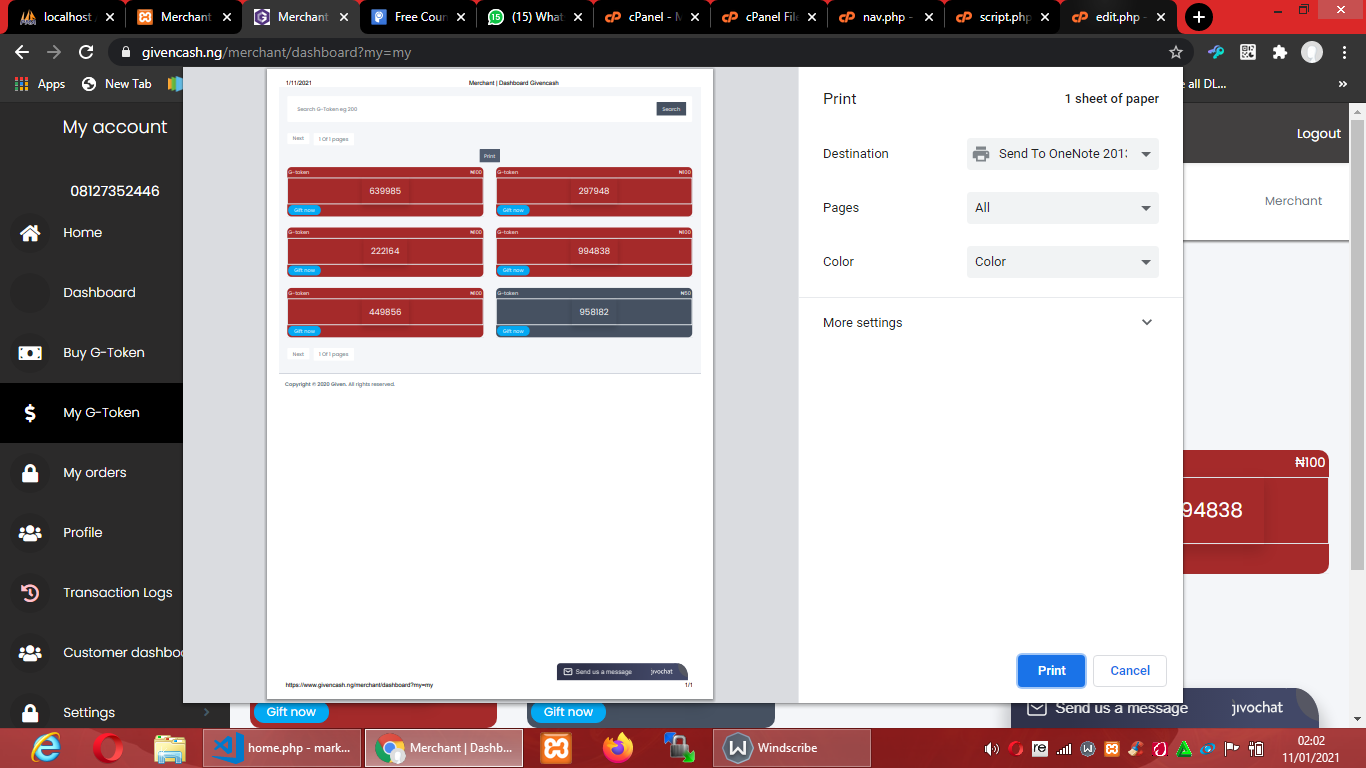 localhost
Merchant
Merchant
Free Cour
(15) What
cPanel - M
cPanel File
nav.php -
script.php
edit.php -
givencash.ng/merchant/dashboard?my=my
Apps
New Tab
e all DL...
»
My account
08127352446
Home
Dashboard
Buy G-Token
My G-Token
My orders
Profile
Transaction Logs
Customer dashboa
Settings
Logout
Merchant
1/11/2021
Merchant | Dashboard Givencash
Search G-Token eg 200
Search
Next
1 Of 1 pages
Print
G-token ₦100
639985
Gift now
G-token ₦100
297948
Gift now
G-token ₦100
222164
Gift now
G-token ₦100
994838
Gift now
G-token ₦100
449856
Gift now
G-token ₦50
958182
Gift now
Next
1 Of 1 pages
Copyright © 2020 Given. All rights reserved.
Send us a message jivochat
https://www.givencash.ng/merchant/dashboard?my=my
1/1
Print
1 sheet of paper
Destination
Send To OneNote 2013
Pages
All
Color
Color
More settings
Print
Cancel
₦100
94838
Gift now
Gift now
Send us a message jivochat
home.php - mark...
Merchant | Dashb...
Windscribe
02:02
11/01/2021